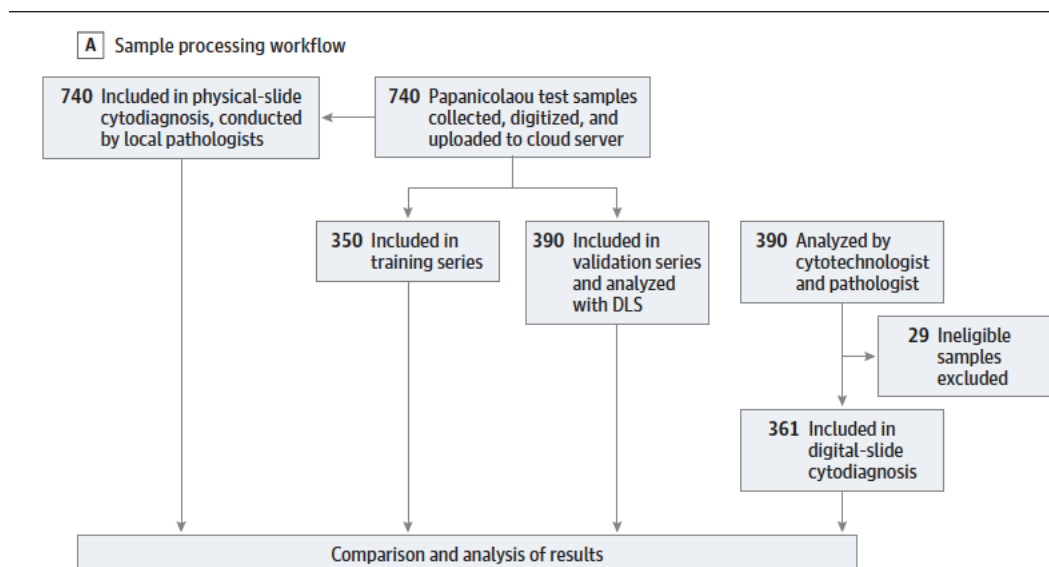 A Sample processing workflow
740 Included in physical-slide
cytodiagnosis, conducted
by local pathologists
740 Papanicolaou test samples
collected, digitized, and
uploaded to cloud server
350 Included in
training series
390 Included in
validation series
and analyzed
with DLS
390 Analyzed by
cytotechnologist
and pathologist
29 Ineligible
samples
excluded
361 Included in
digital-slide
cytodiagnosis
Comparison and analysis of results